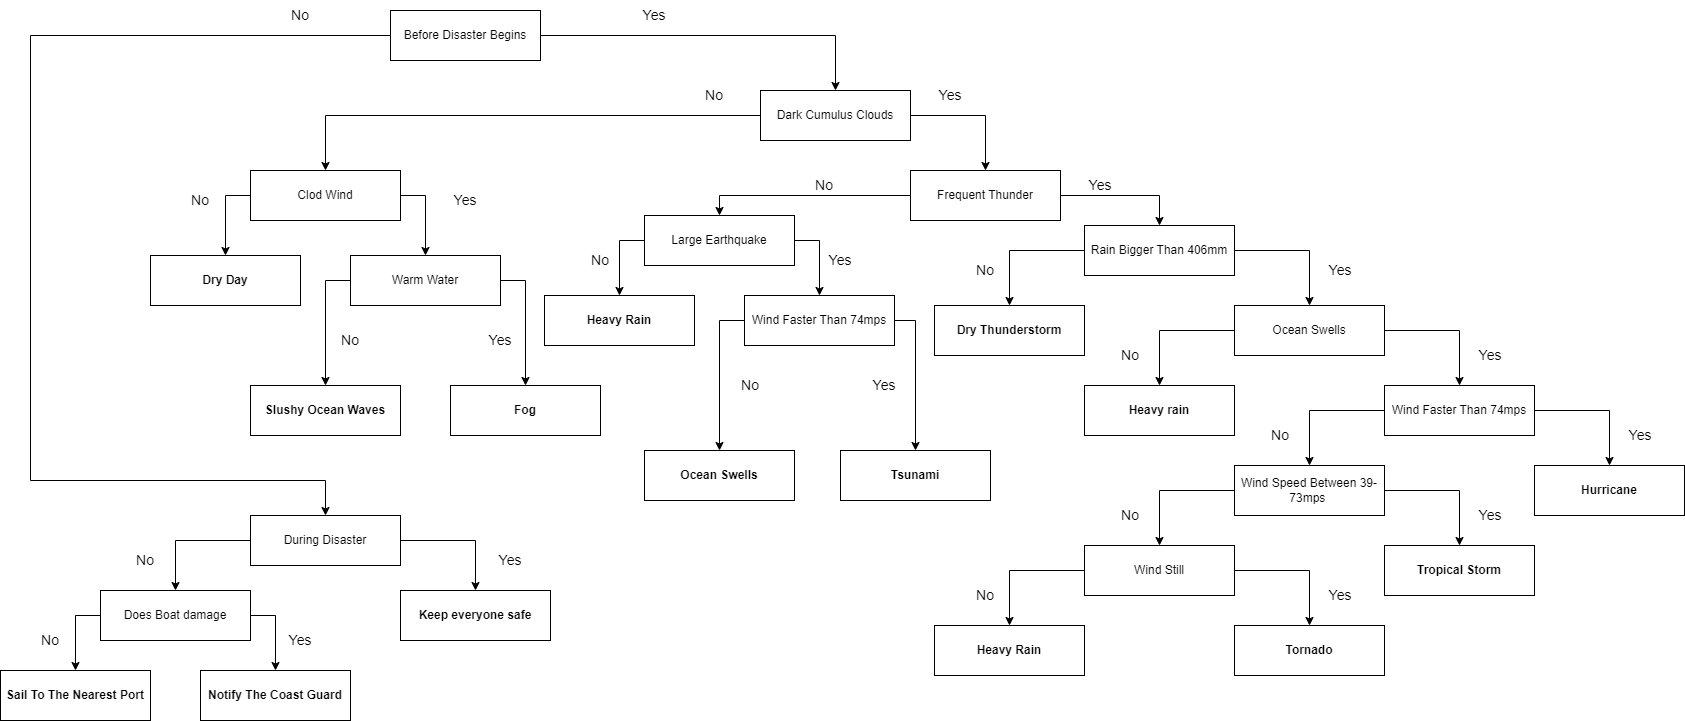 No
Yes
Before Disaster Begins
No
Yes
Dark Cumulus Clouds
No
Yes
Clod Wind
No
Yes
Frequent Thunder
No
Yes
Large Earthquake
Rain Bigger Than 406mm
No
Yes
No
Yes
Dry Day
Warm Water
Heavy Rain
Wind Faster Than 74mps
Dry Thunderstorm
Ocean Swells
No
Yes
No
Yes
No
Yes
Slushy Ocean Waves
Fog
Heavy rain
Wind Faster Than 74mps
No
Yes
Ocean Swells
Tsunami
Wind Speed Between 39-
73mps
Hurricane
No
Yes
During Disaster
No
Yes
Wind Still
Tropical Storm
No
Yes
Does Boat damage
Keep everyone safe
No
Yes
Heavy Rain
Tornado
Sail To The Nearest Port
Notify The Coast Guard